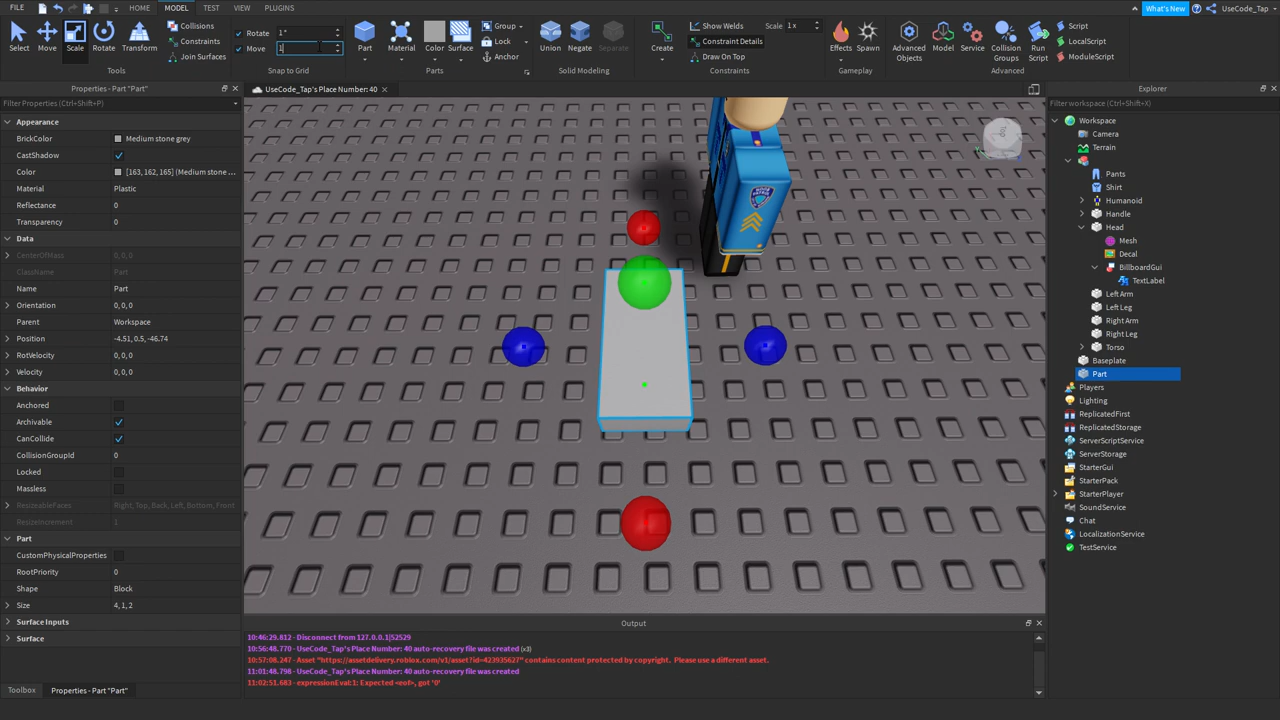 FILE HOME MODEL TEST VIEW PLUGINS What's New UseCode_Tap
Select Move Scale Rotate Transform
Collisions
Constraints
Join Surfaces
Tools
Rotate 1°
Move 1
Snap to Grid
Part Material Color Surface
Group
Lock
Anchor
Parts
Union Negate Separate
Solid Modeling
Create
Show Welds Scale 1 x
Constraint Details
Draw On Top
Constraints
Effects Spawn
Gameplay
Advanced Objects Model Service Collision Groups Run Script
Script
LocalScript
ModuleScript
Advanced
Properties - Part "Part"
Filter Properties (Ctrl+Shift+P)
Appearance
BrickColor Medium stone grey
CastShadow
Color [163, 162, 165] (Medium stone ...
Material Plastic
Reflectance 0
Transparency 0
Data
CenterOfMass 0, 0, 0
ClassName Part
Name Part
Orientation 0, 0, 0
Parent Workspace
Position -4.51, 0.5, -46.74
RotVelocity 0, 0, 0
Velocity 0, 0, 0
Behavior
Anchored
Archivable
CanCollide
CollisionGroupId 0
Locked
Massless
ResizeableFaces Right, Top, Back, Left, Bottom, Front
ResizeIncrement 1
Part
CustomPhysicalProperties
RootPriority 0
Shape Block
Size 4, 1, 2
Surface Inputs
Surface
Toolbox Properties - Part "Part"
UseCode_Tap's Place Number: 40
Output
10:46:29.812 - Disconnect from 127.0.0.1|52529
10:56:48.770 - UseCode_Tap's Place Number: 40 auto-recovery file was created (x3)
10:57:08.247 - Asset "https://assetdelivery.roblox.com/v1/asset?id=423935627" contains content protected by copyright. Please use a different asset.
11:01:48.798 - UseCode_Tap's Place Number: 40 auto-recovery file was created
11:02:51.683 - expressionEval:1: Expected <eof>, got '0'
Explorer
Filter workspace (Ctrl+Shift+X)
Workspace
Camera
Terrain
Pants
Shirt
Humanoid
Handle
Head
Mesh
Decal
BillboardGui
TextLabel
Left Arm
Left Leg
Right Arm
Right Leg
Torso
Baseplate
Part
Players
Lighting
ReplicatedFirst
ReplicatedStorage
ServerScriptService
ServerStorage
StarterGui
StarterPack
StarterPlayer
SoundService
Chat
LocalizationService
TestService